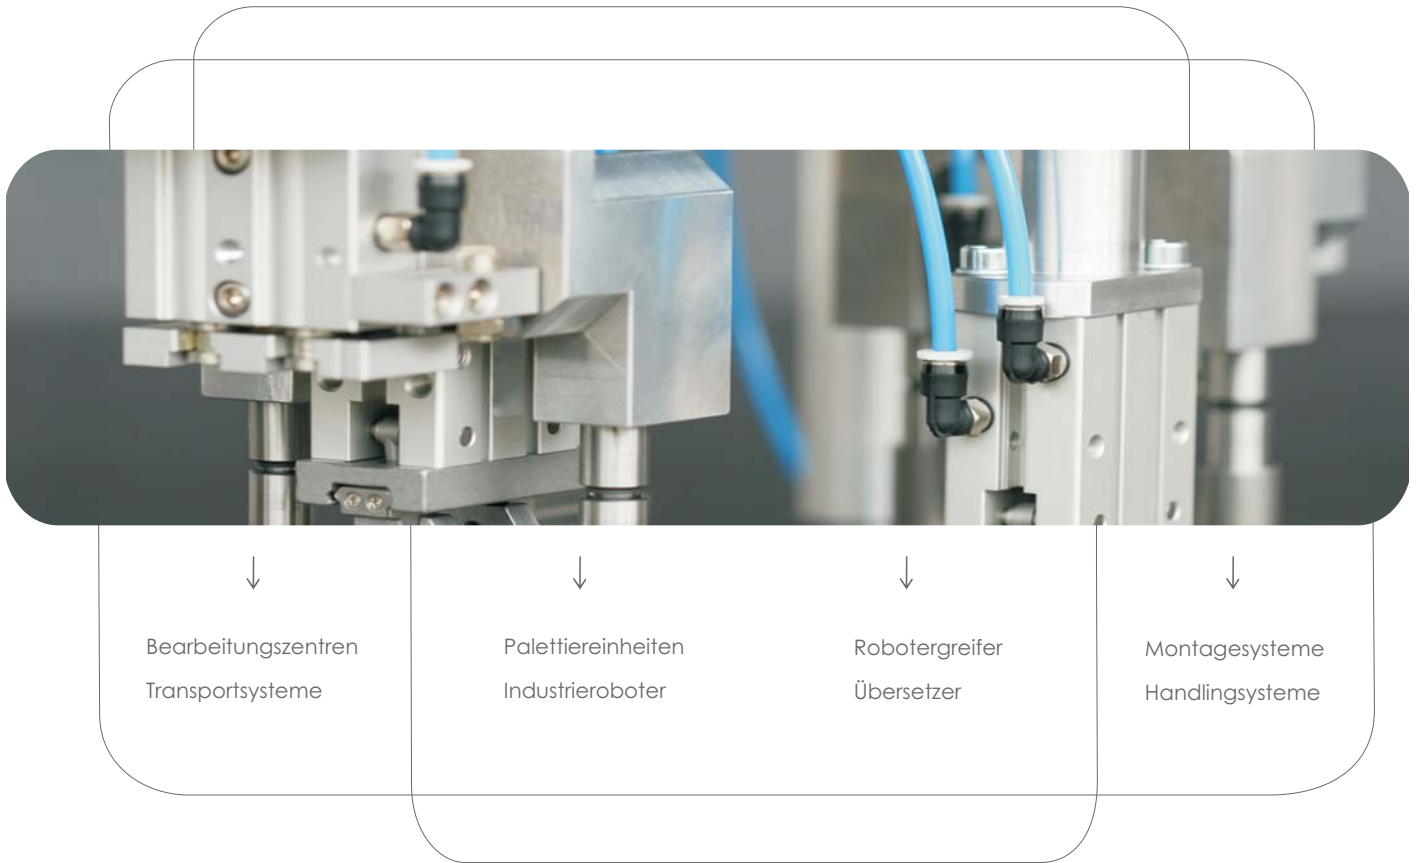 Bearbeitungszentren
Transportsysteme
Palettiereinheiten
Industrieroboter
Robotergreifer
Übersetzer
Montagesysteme
Handlingsysteme